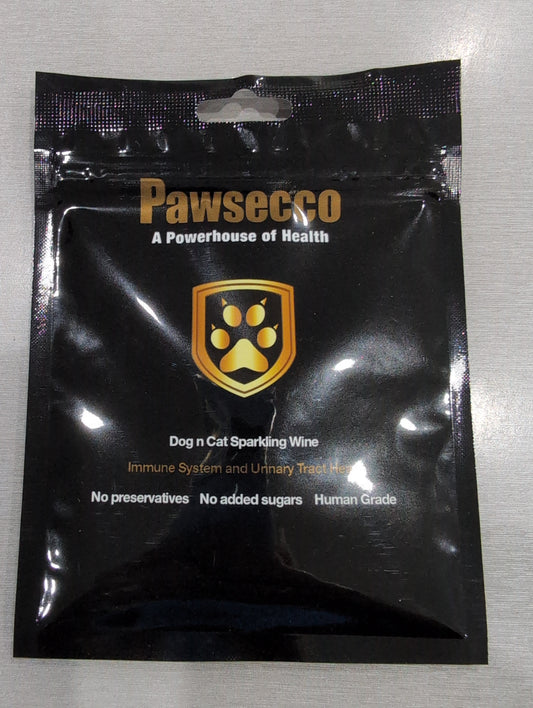 Pawsecco
A Powerhouse of Health
Dog n Cat Sparkling Wine
Immune System and Urinary Tract
No preservatives No added sugars Human Grade